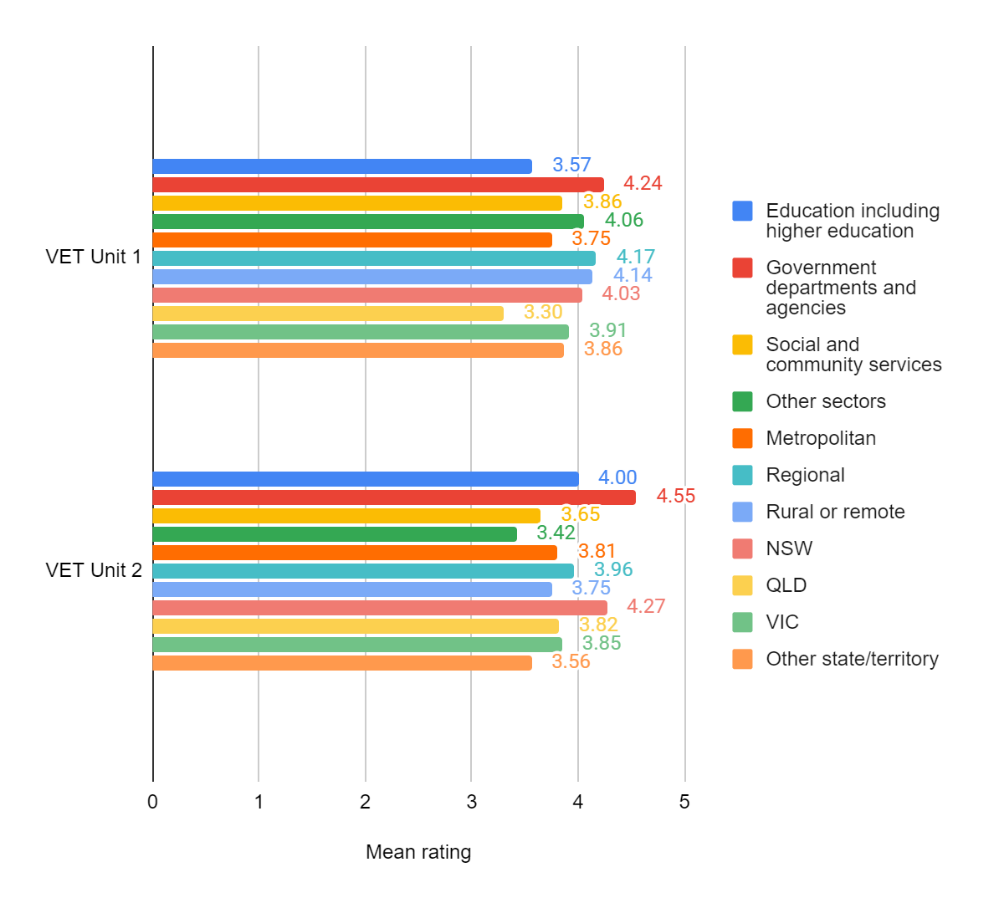 VET Unit 1
3.57
4.24
3.86
4.06
3.75
4.17
4.14
4.03
3.30
3.91
3.86
VET Unit 2
4.00
4.55
3.65
3.42
3.81
3.96
3.75
4.27
3.82
3.85
3.56
0 1 2 3 4 5
Mean rating
Education including
higher education
Government
departments and
agencies
Social and
community services
Other sectors
Metropolitan
Regional
Rural or remote
NSW
QLD
VIC
Other state/territory